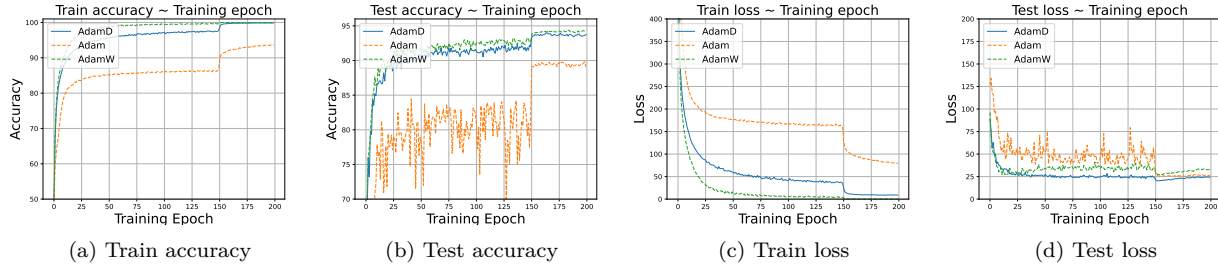 Train accuracy ~ Training epoch
100
90
80
70
60
50
Accuracy
AdamD
Adam
AdamW
0 25 50 75 100 125 150 175 200
Training Epoch
(a) Train accuracy
Test accuracy ~ Training epoch
95
90
85
80
75
70
Accuracy
AdamD
Adam
AdamW
0 25 50 75 100 125 150 175 200
Training Epoch
(b) Test accuracy
Train loss ~ Training epoch
400
350
300
250
200
150
100
50
0
Loss
AdamD
Adam
AdamW
0 25 50 75 100 125 150 175 200
Training Epoch
(c) Train loss
Test loss ~ Training epoch
200
175
150
125
100
75
50
25
0
Loss
AdamD
Adam
AdamW
0 25 50 75 100 125 150 175 200
Training Epoch
(d) Test loss